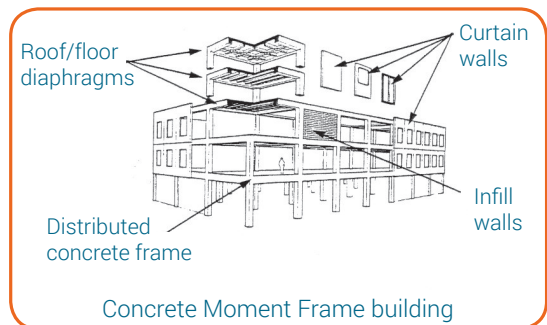 Roof/floor
diaphragms
Curtain
walls
Infill
walls
Distributed
concrete frame
Concrete Moment Frame building